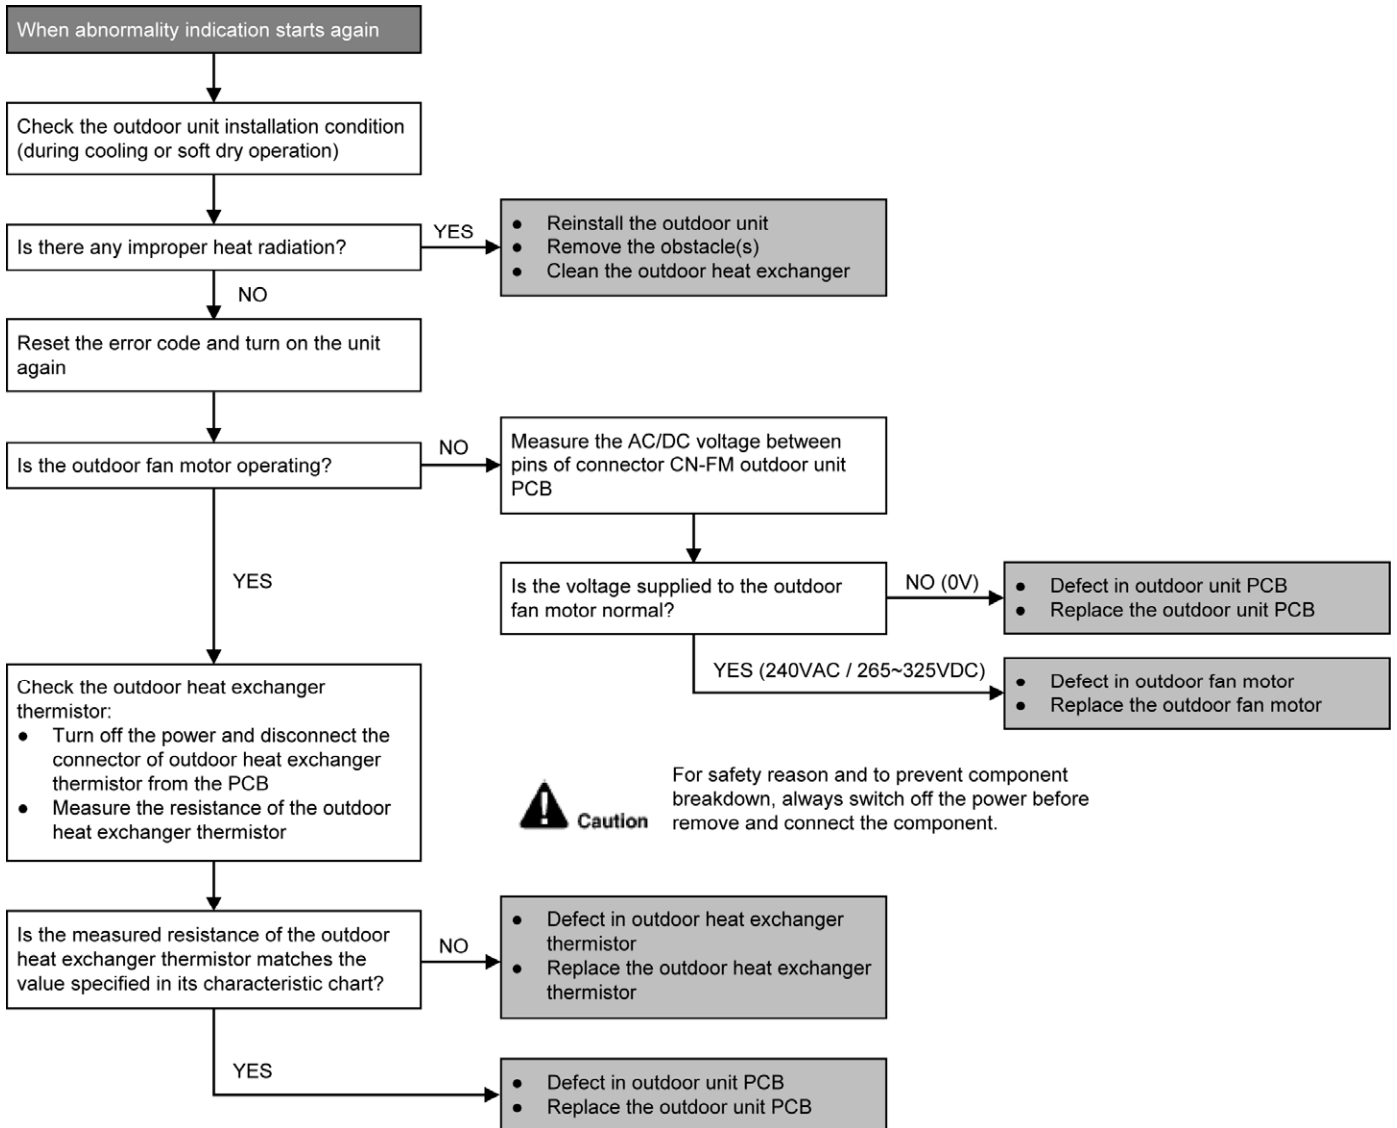 When abnormality indication starts again
Check the outdoor unit installation condition
(during cooling or soft dry operation)
Is there any improper heat radiation?
YES
● Reinstall the outdoor unit
● Remove the obstacle(s)
● Clean the outdoor heat exchanger
NO
Reset the error code and turn on the unit
again
Is the outdoor fan motor operating?
NO
Measure the AC/DC voltage between
pins of connector CN-FM outdoor unit
PCB
YES
Is the voltage supplied to the outdoor
fan motor normal?
NO (0V)
● Defect in outdoor unit PCB
● Replace the outdoor unit PCB
YES (240VAC / 265~325VDC)
● Defect in outdoor fan motor
● Replace the outdoor fan motor
Check the outdoor heat exchanger
thermistor:
● Turn off the power and disconnect the
connector of outdoor heat exchanger
thermistor from the PCB
● Measure the resistance of the outdoor
heat exchanger thermistor
Caution
For safety reason and to prevent component
breakdown, always switch off the power before
remove and connect the component.
Is the measured resistance of the outdoor
heat exchanger thermistor matches the
value specified in its characteristic chart?
NO
● Defect in outdoor heat exchanger
thermistor
● Replace the outdoor heat exchanger
thermistor
YES
● Defect in outdoor unit PCB
● Replace the outdoor unit PCB